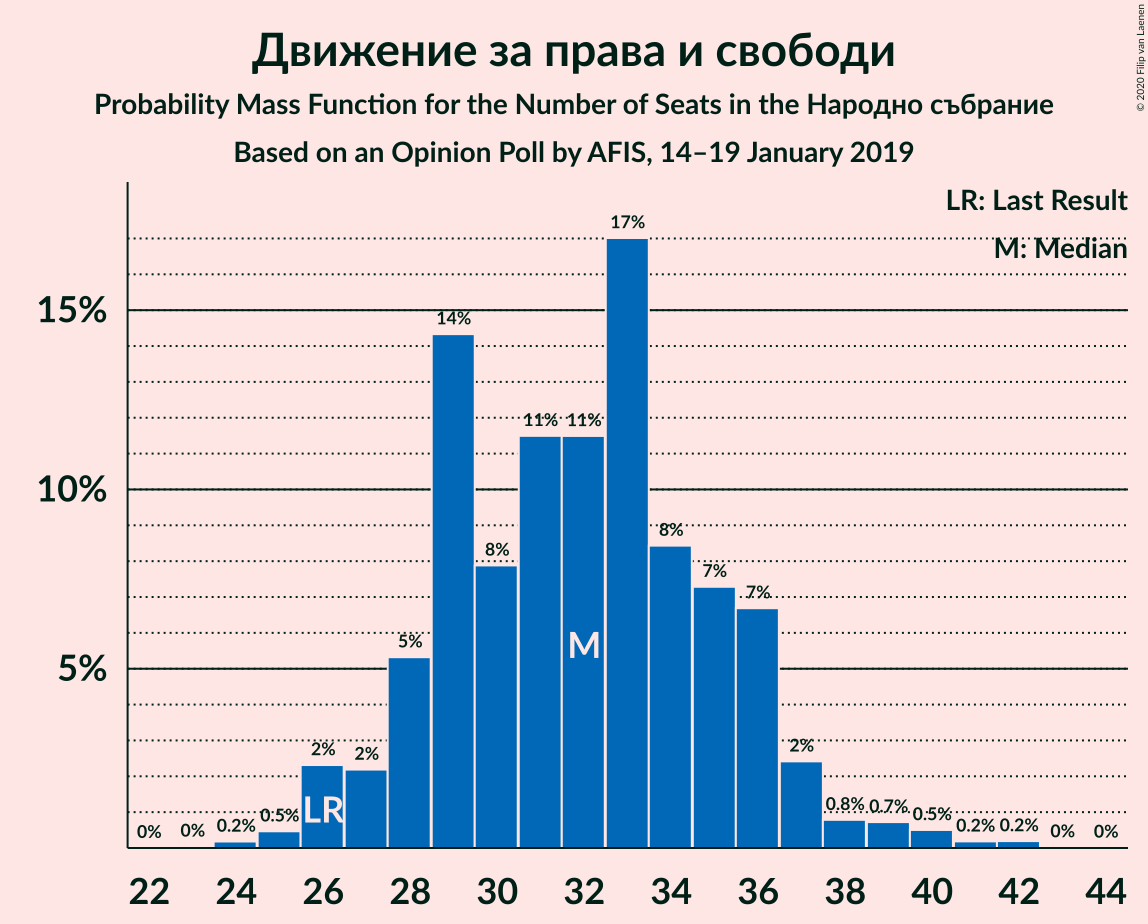 Движение за права и свободи
Probability Mass Function for the Number of Seats in the Народно събрание
Based on an Opinion Poll by AFIS, 14–19 January 2019
© 2020 Filip van Laenen
LR: Last Result
M: Median
17%
15%
14%
11% 11%
10%
8%
8%
7%
7%
5%
5%
M
2%
2%
2%
LR
0% 0% 0.2% 0.5%
0.8% 0.7% 0.5% 0.2% 0.2% 0% 0%
22 24 26 28 30 32 34 36 38 40 42 44